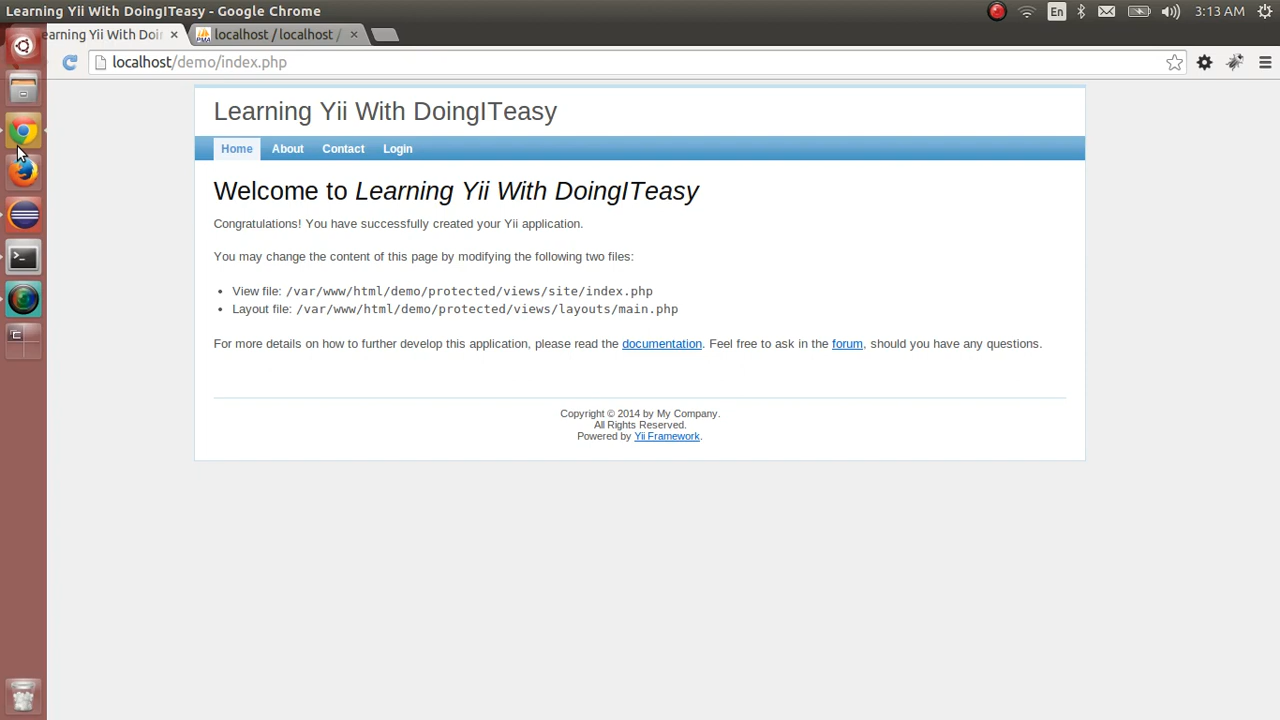 Learning Yii With DoingITeasy - Google Chrome
En
3:13 AM
earning Yii With Doin
localhost / localhost /
localhost/demo/index.php
Learning Yii With DoingITeasy
Home About Contact Login
Welcome to Learning Yii With DoingITeasy
Congratulations! You have successfully created your Yii application.
You may change the content of this page by modifying the following two files:
• View file: /var/www/html/demo/protected/views/site/index.php
• Layout file: /var/www/html/demo/protected/views/layouts/main.php
For more details on how to further develop this application, please read the documentation. Feel free to ask in the forum, should you have any questions.
Copyright © 2014 by My Company.
All Rights Reserved.
Powered by Yii Framework.